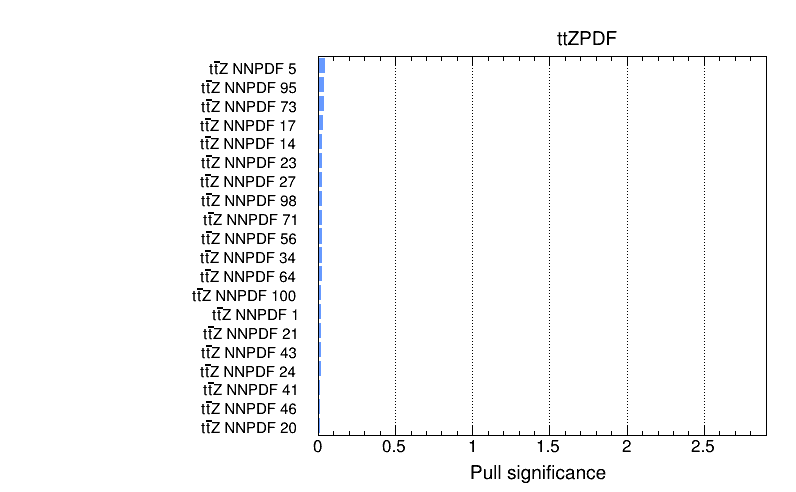 ttZPDF
tt̄Z NNPDF 5
tt̄Z NNPDF 95
tt̄Z NNPDF 73
tt̄Z NNPDF 17
tt̄Z NNPDF 14
tt̄Z NNPDF 23
tt̄Z NNPDF 27
tt̄Z NNPDF 98
tt̄Z NNPDF 71
tt̄Z NNPDF 56
tt̄Z NNPDF 34
tt̄Z NNPDF 64
tt̄Z NNPDF 100
tt̄Z NNPDF 1
tt̄Z NNPDF 21
tt̄Z NNPDF 43
tt̄Z NNPDF 24
tt̄Z NNPDF 41
tt̄Z NNPDF 46
tt̄Z NNPDF 20
0 0.5 1 1.5 2 2.5
Pull significance